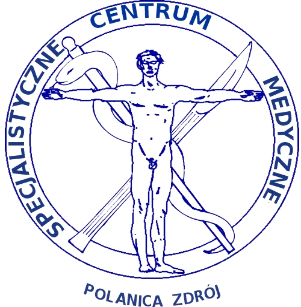 SPECJALISTYCZNE CENTRUM MEDYCZNE
POLANICA ZDRÓJ